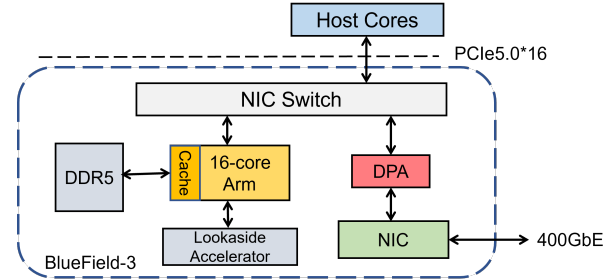 Host Cores
PCIe5.0*16
NIC Switch
DDR5
Cache
16-core
Arm
DPA
Lookaside
Accelerator
NIC
400GbE
BlueField-3